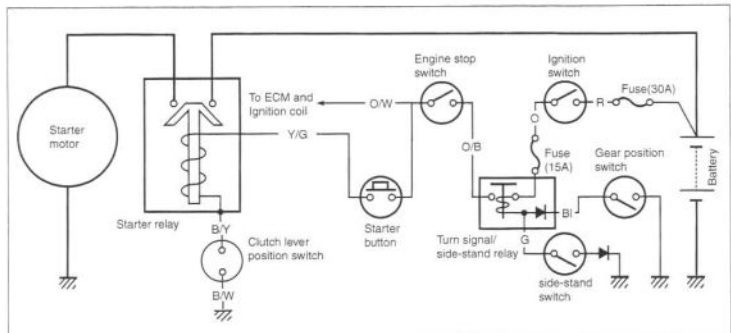 Engine stop
switch
Ignition
switch
Fuse(30A)
To ECM and
Ignition coil
O/W
R
O
Starter
motor
Y/G
O/B
Fuse
(15A)
Gear position
switch
Battery
Starter relay
B/Y
Clutch lever
position switch
B/W
Starter
button
Turn signal/
side-stand relay
Bl
G
side-stand
switch